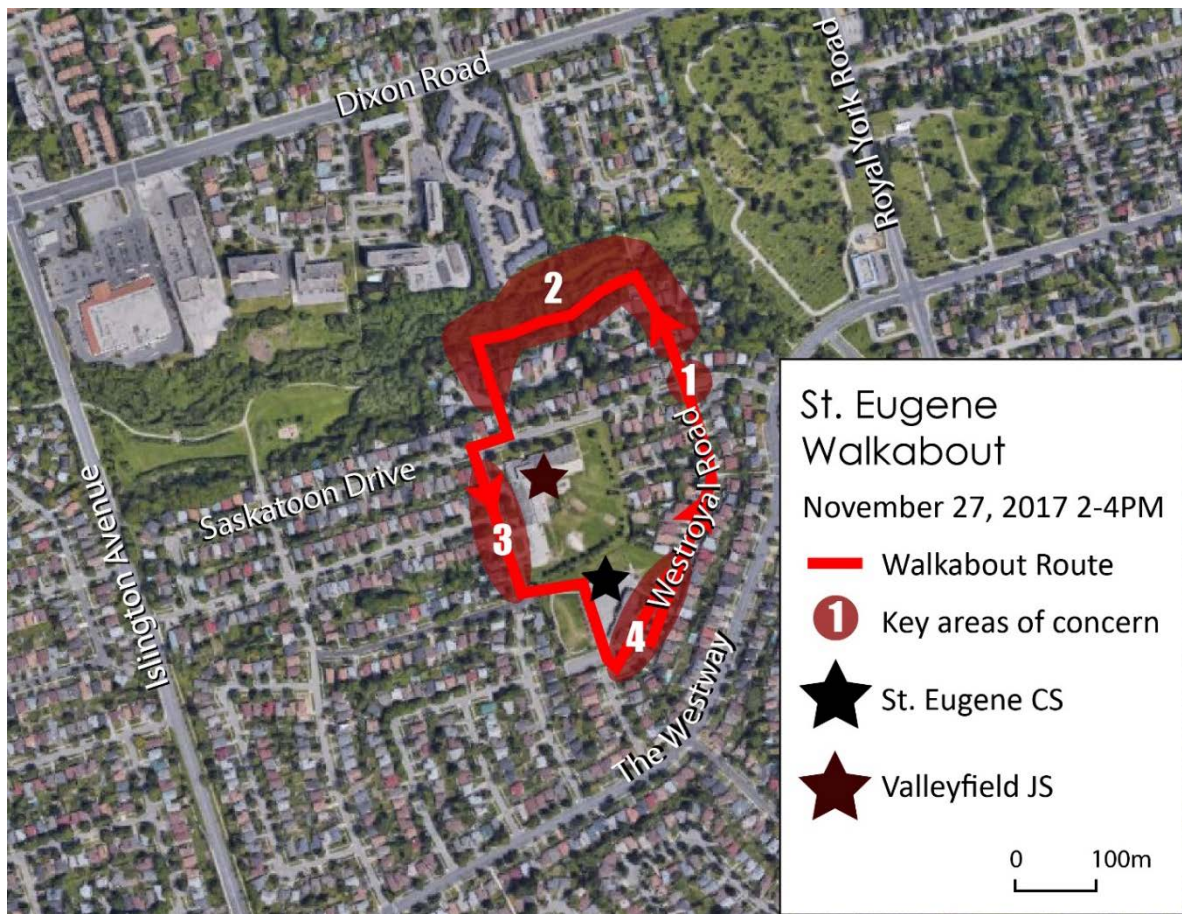 Dixon Road
Royal York Road
2
1
St. Eugene
Walkabout
November 27, 2017 2-4PM
Walkabout Route
1
Key areas of concern
St. Eugene CS
Valleyfield JS
0 100m
Saskatoon Drive
Islington Avenue
3
Westroyal Road
4
The Westway